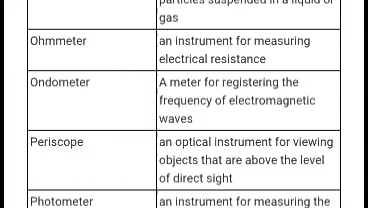 particles suspended in a liquid or
gas
Ohmmeter
an instrument for measuring
electrical resistance
Ondometer
A meter for registering the
frequency of electromagnetic
waves
Periscope
an optical instrument for viewing
objects that are above the level
of direct sight
Photometer
an instrument for measuring the